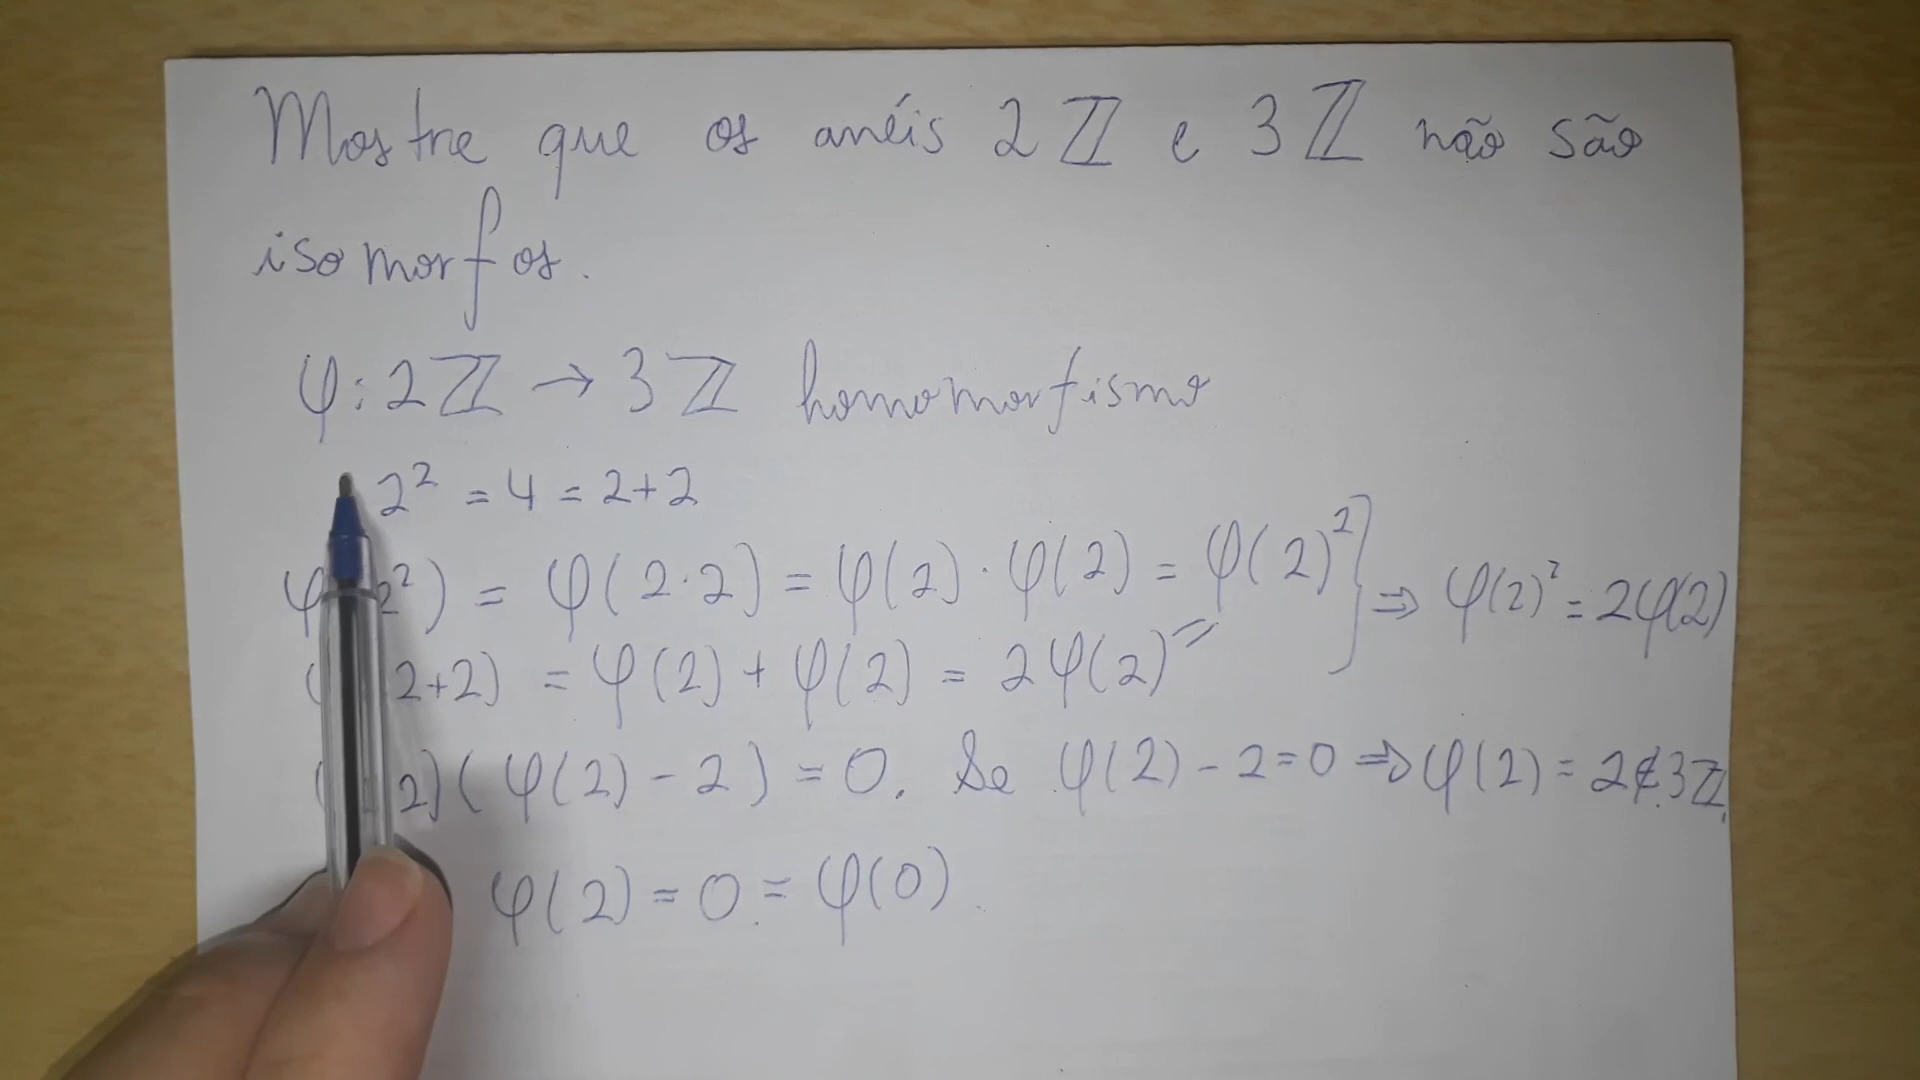 Mostre que os anéis 2ℤ e 3ℤ não são
isomorfos.
φ: 2ℤ → 3ℤ homomorfismo
2² = 4 = 2+2
φ(2²) = φ(2·2) = φ(2)·φ(2) = φ(2)² } ⇒ φ(2)² = 2φ(2)
2+2) = φ(2) + φ(2) = 2φ(2)
2)(φ(2) - 2) = 0. Se φ(2) - 2 = 0 ⇒ φ(2) = 2 ∉ 3ℤ.
φ(2) = 0 = φ(0).